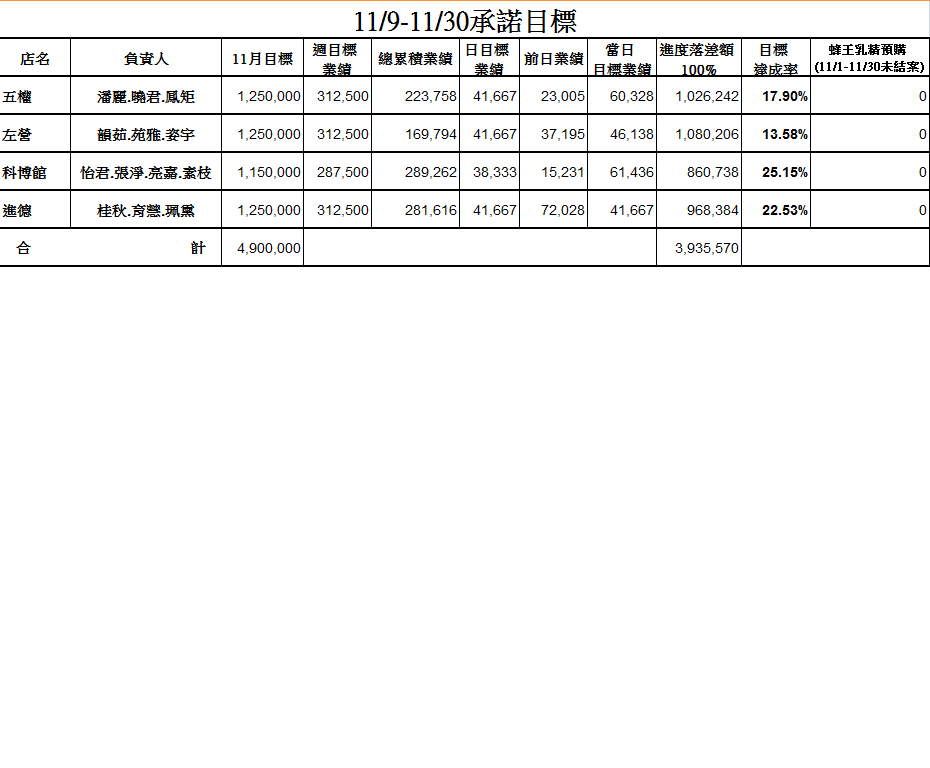 11/9-11/30承諾目標
店名 負責人 11月目標 週目標業績 總累積業績 日目標業績 前日業績 當日目標業績 進度落差額100% 目標達成率 蜂王乳精預購(11/1-11/30未結案)
五權 潘麗.曉君.鳳矩 1,250,000 312,500 223,758 41,667 23,005 60,328 1,026,242 17.90% 0
左營 韻茹.苑雅.姿宇 1,250,000 312,500 169,794 41,667 37,195 46,138 1,080,206 13.58% 0
科博館 怡君.張淨.亮嘉.素枝 1,150,000 287,500 289,262 38,333 15,231 61,436 860,738 25.15% 0
進德 桂秋.育慧.珮黨 1,250,000 312,500 281,616 41,667 72,028 41,667 968,384 22.53% 0
合 計 4,900,000 3,935,570